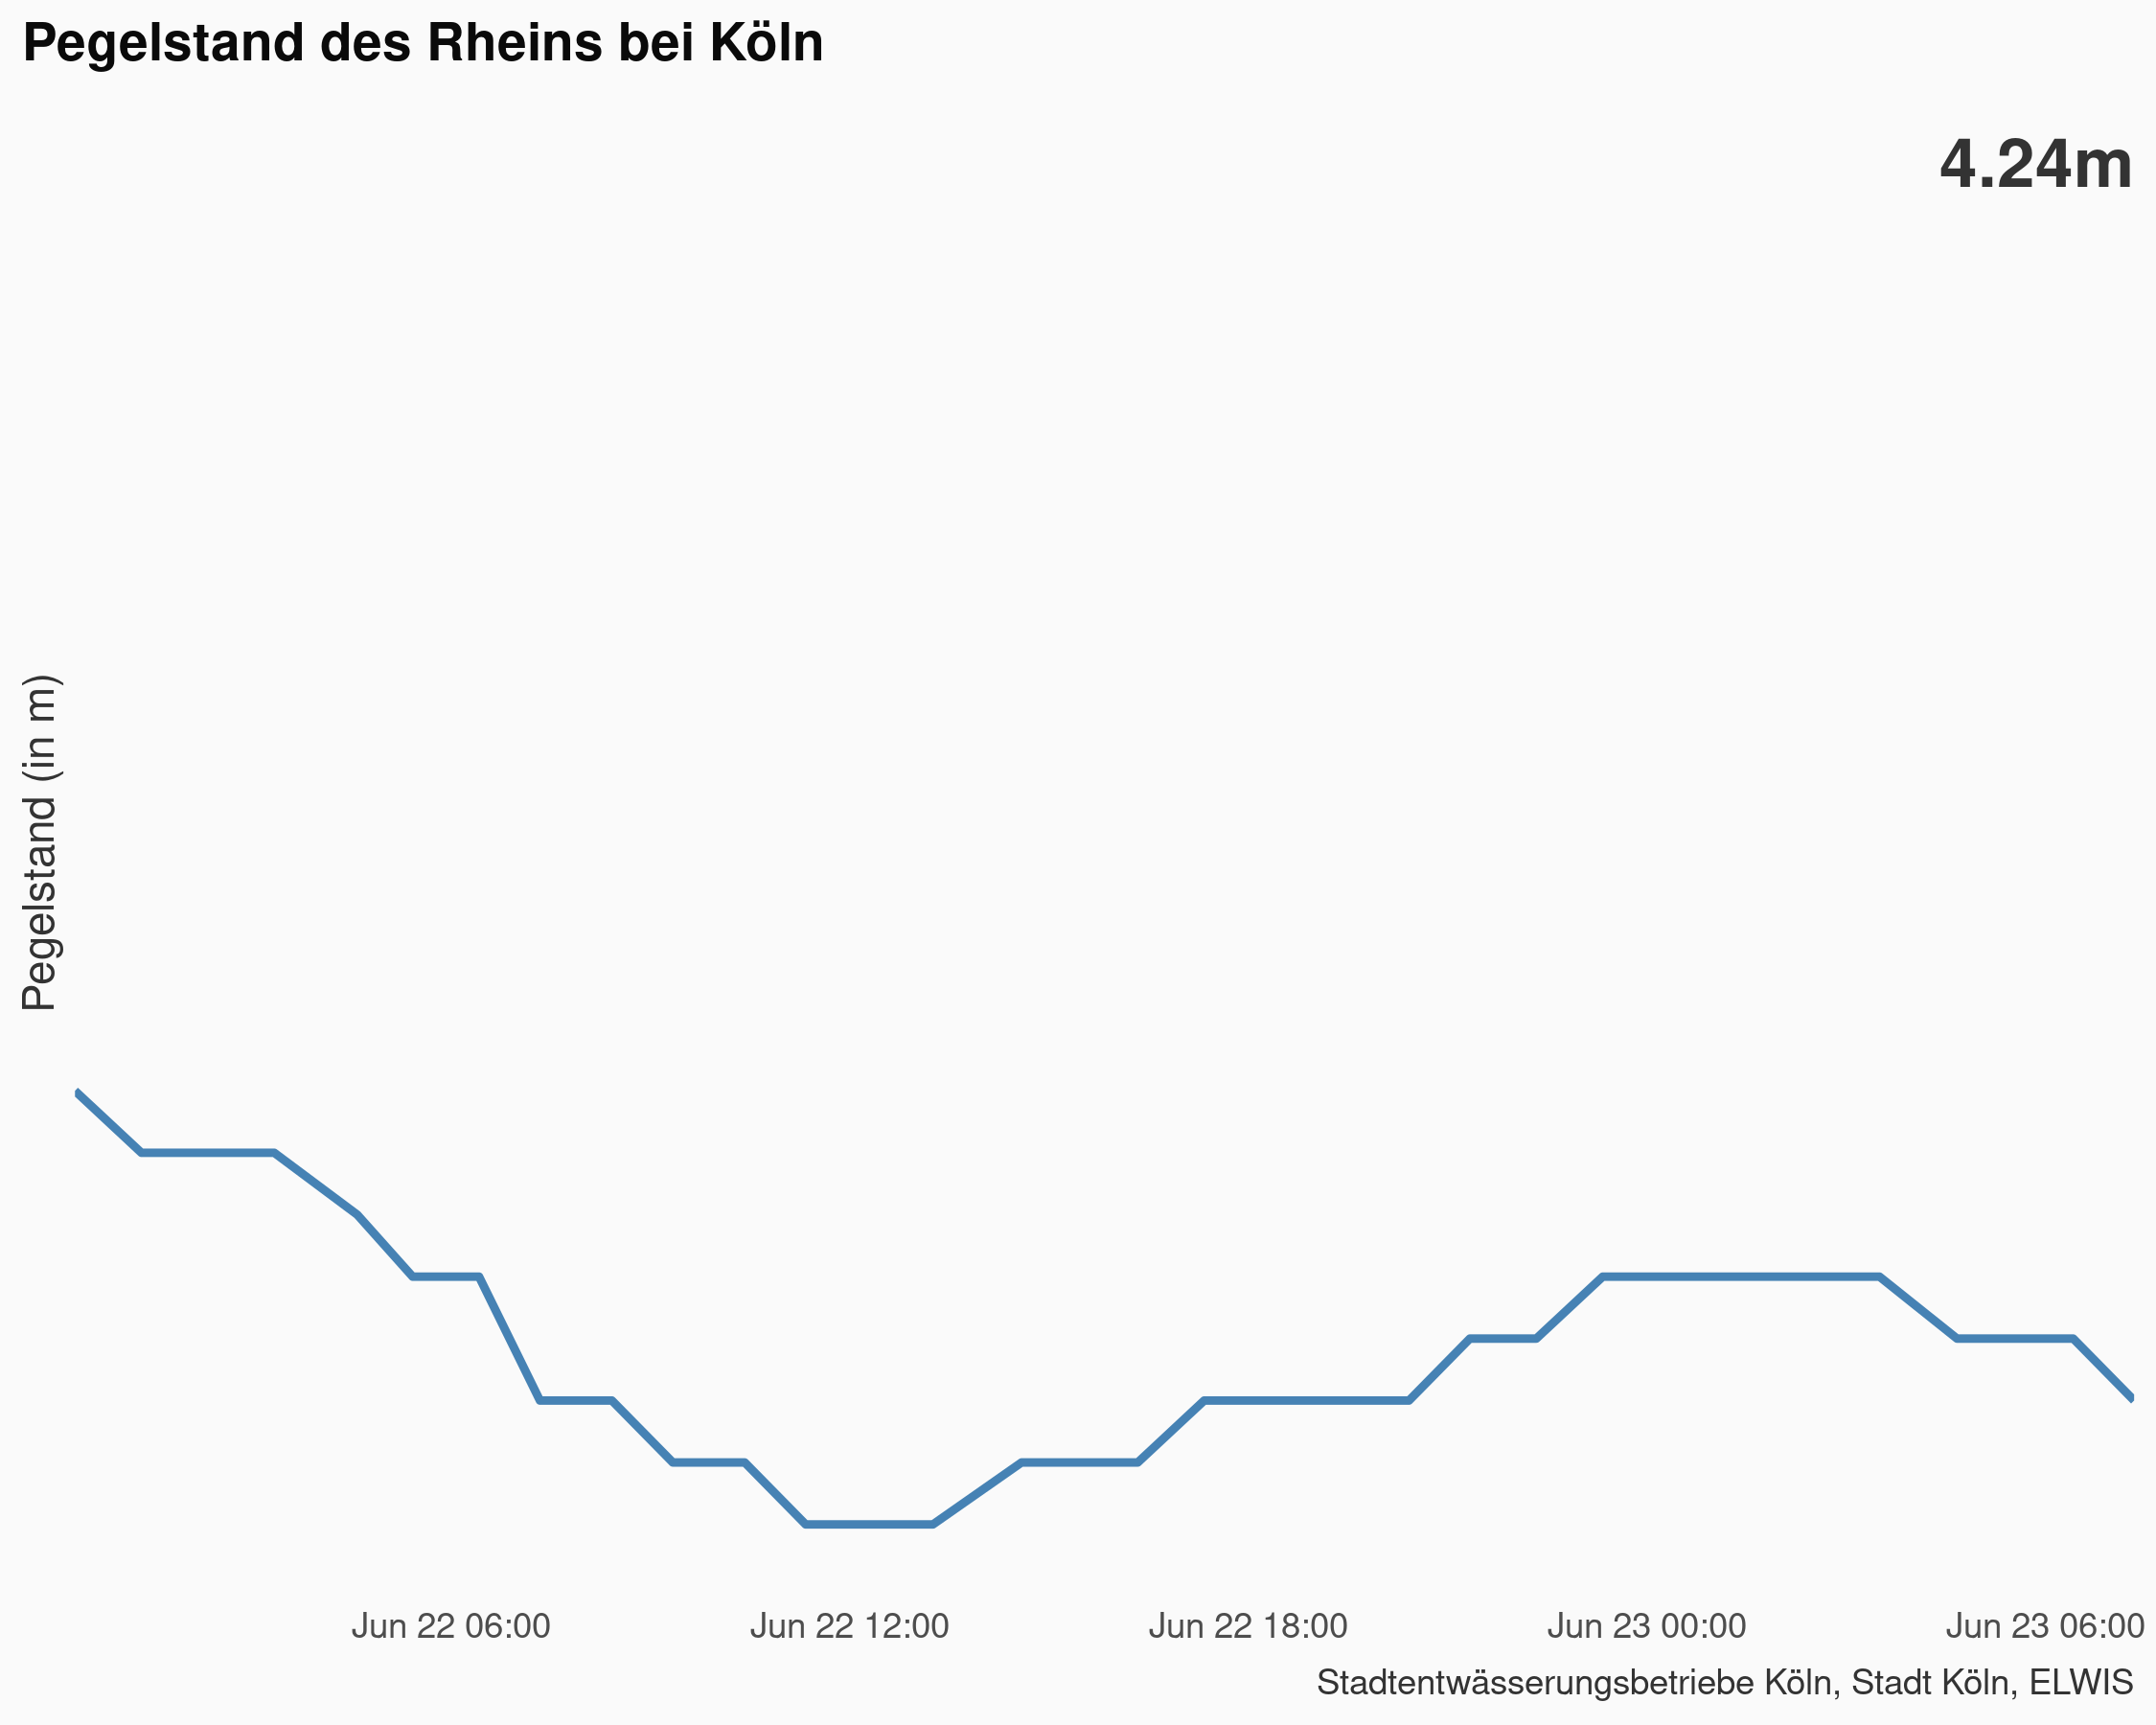 Pegelstand des Rheins bei Köln
4.24m
Pegelstand (in m)
Jun 22 06:00
Jun 22 12:00
Jun 22 18:00
Jun 23 00:00
Jun 23 06:00
Stadtentwässerungsbetriebe Köln, Stadt Köln, ELWIS